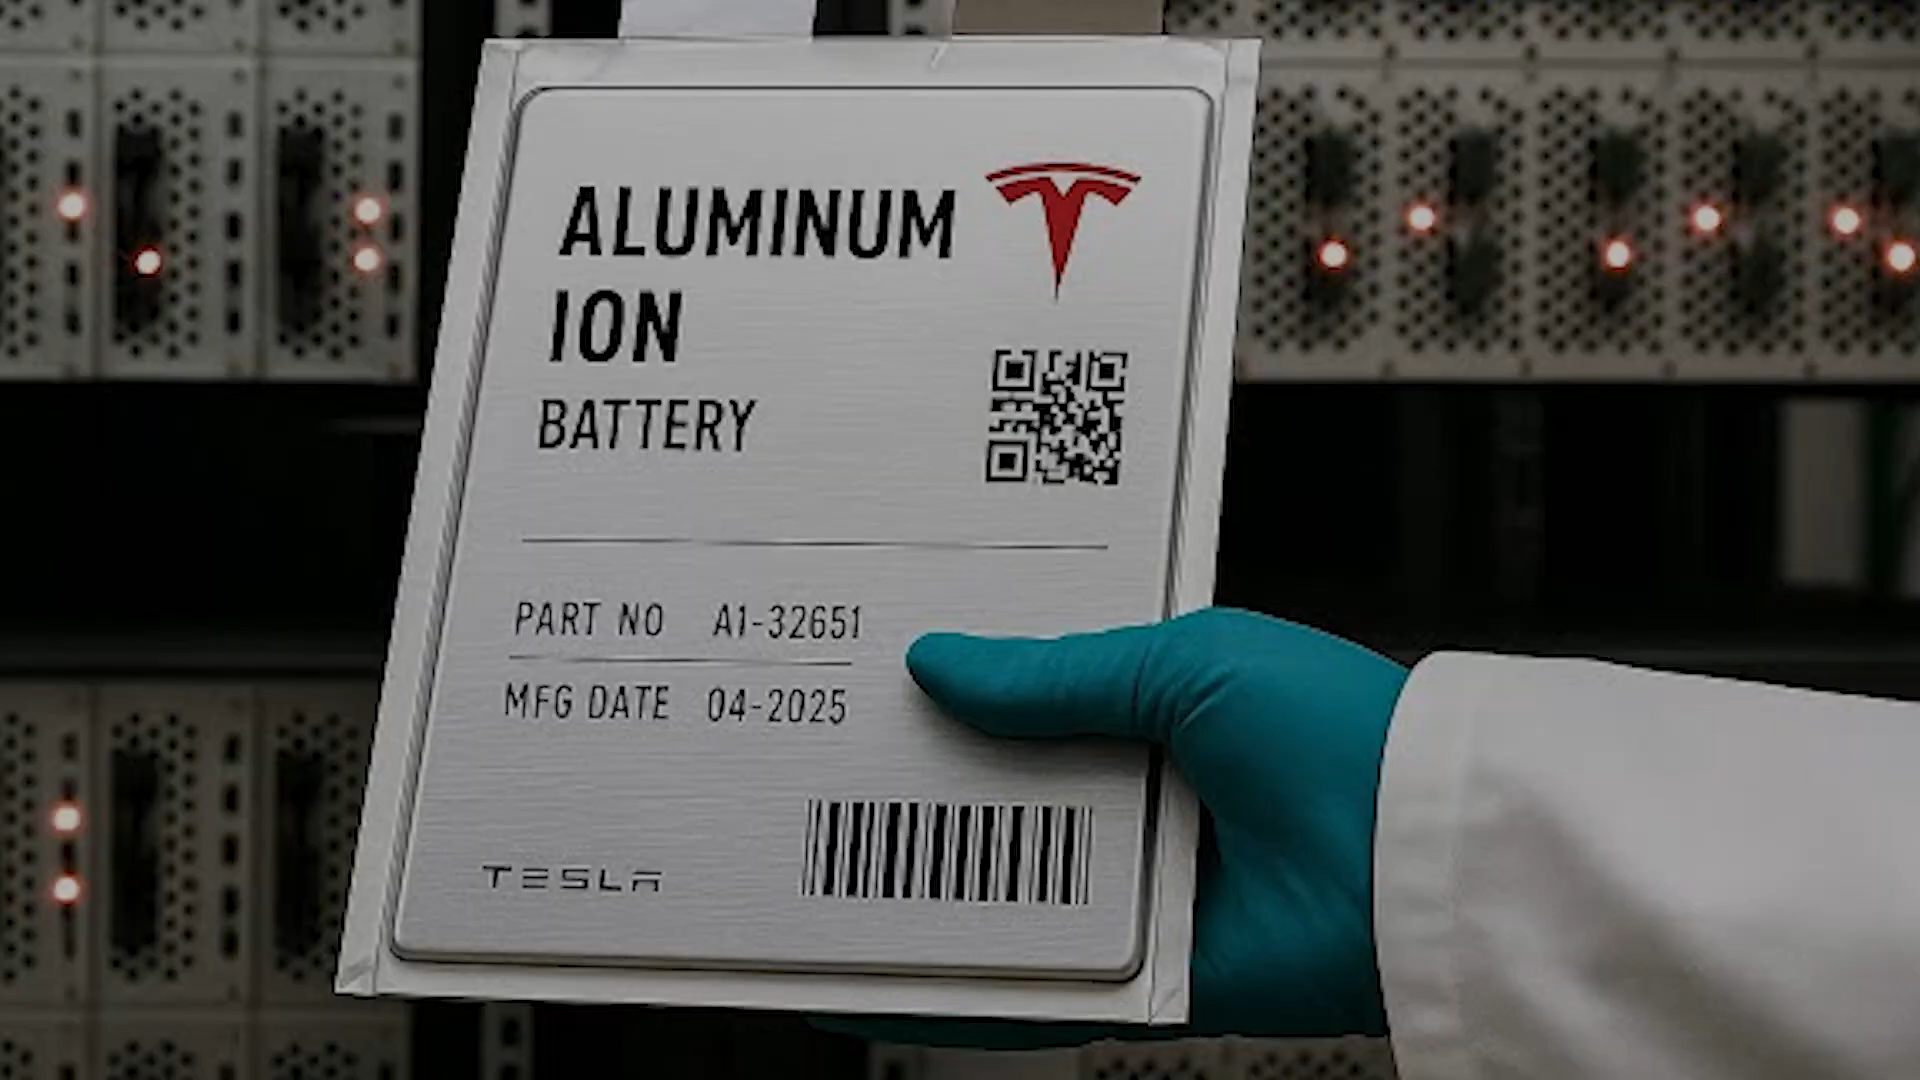 ALUMINUM
ION
BATTERY
PART NO A1-32651
MFG DATE 04-2025
TESLA